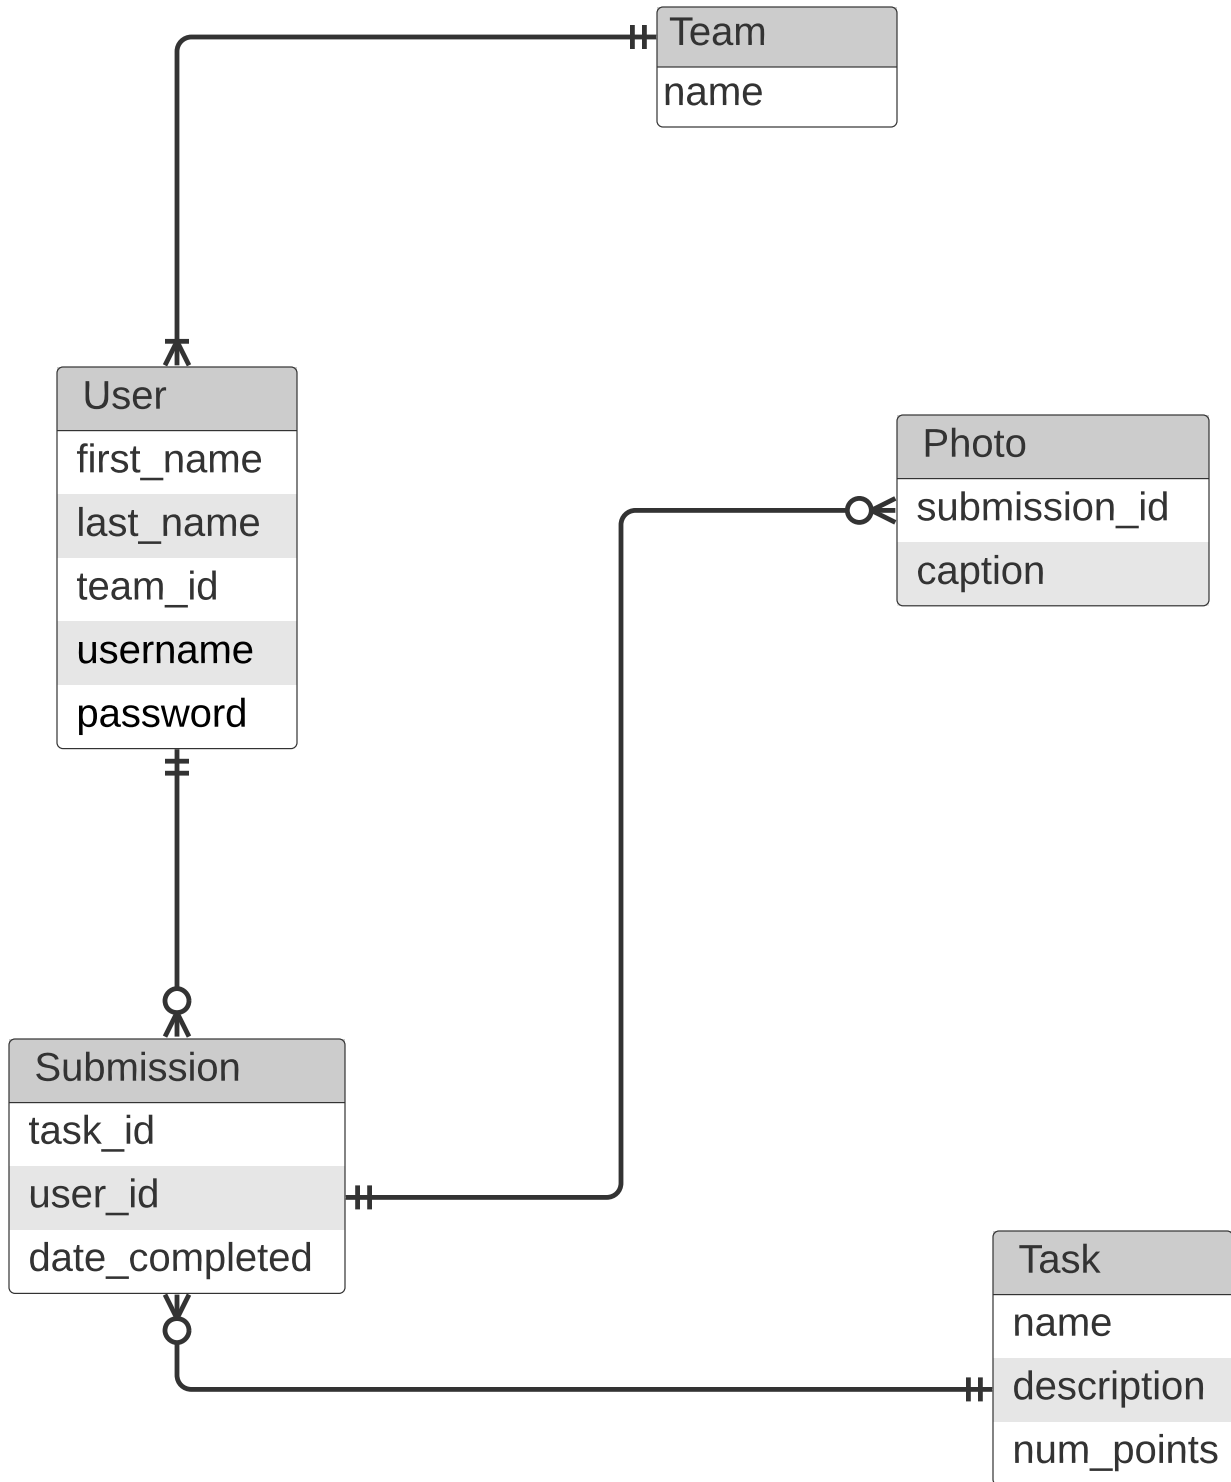 Team
name
User
first_name
last_name
team_id
username
password
Photo
submission_id
caption
Submission
task_id
user_id
date_completed
Task
name
description
num_points